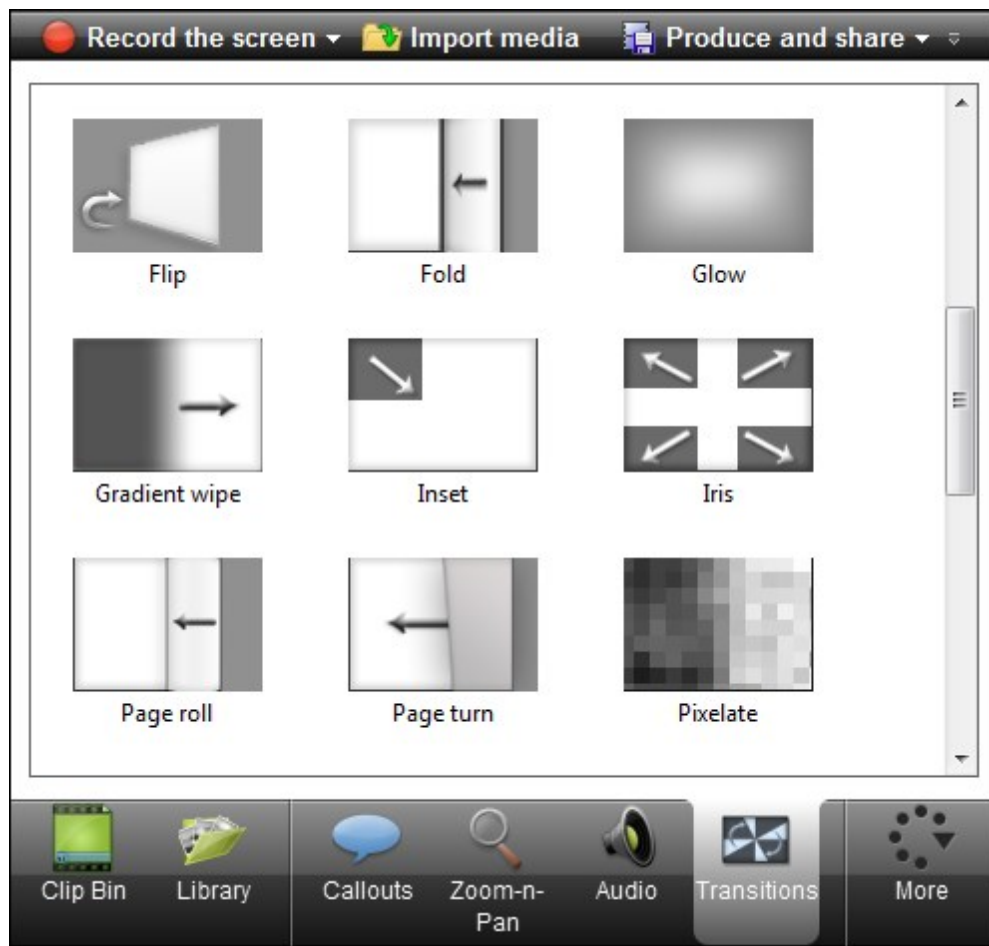 Record the screen Import media Produce and share
Flip Fold Glow
Gradient wipe Inset Iris
Page roll Page turn Pixelate
Clip Bin Library Callouts Zoom-n- Audio Transitions More
Pan